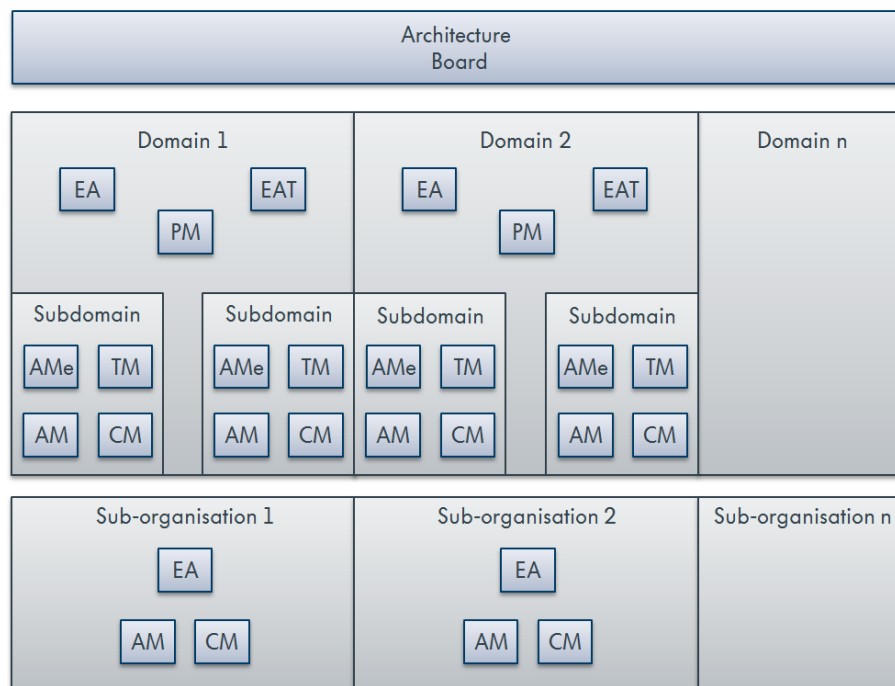 Architecture
Board
Domain 1
Domain 2
Domain n
EA
EAT
EA
EAT
PM
PM
Subdomain
Subdomain
Subdomain
Subdomain
AMe
TM
AMe
TM
AMe
TM
AMe
TM
AM
CM
AM
CM
AM
CM
AM
CM
Sub-organisation 1
Sub-organisation 2
Sub-organisation n
EA
EA
AM
CM
AM
CM